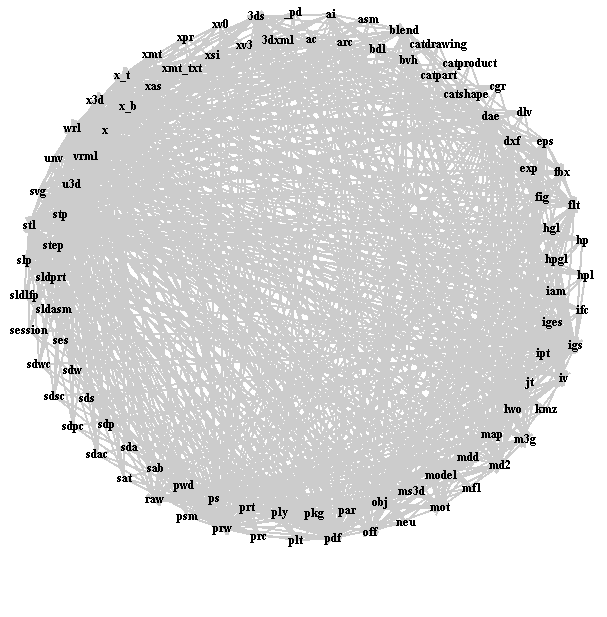 3ds
_pd
ai
asm
blend
catdrawing
catproduct
cgr
dlv
eps
fbx
flt
hp
hpl
ifc
igs
iv
kmz
m3g
md2
mfl
mot
neu
off
pdf
plt
prc
prw
psm
raw
sat
sdac
sdpc
sdsc
sdwc
session
sldlfp
slp
stl
svg
unv
wrl
x3d
x_t
xmt
xpr
xv0
xv3
3dxml
ac
arc
bdl
bvh
catpart
catshape
dae
dxf
exp
fig
hgl
hpgl
iam
iges
ipt
jt
lwo
map
mdd
model
ms3d
obj
par
pkg
ply
prt
ps
pwd
sab
sda
sdp
sds
sdw
ses
sldasm
sldprt
step
stp
u3d
vrml
x
x_b
xas
xmt_txt
xsi